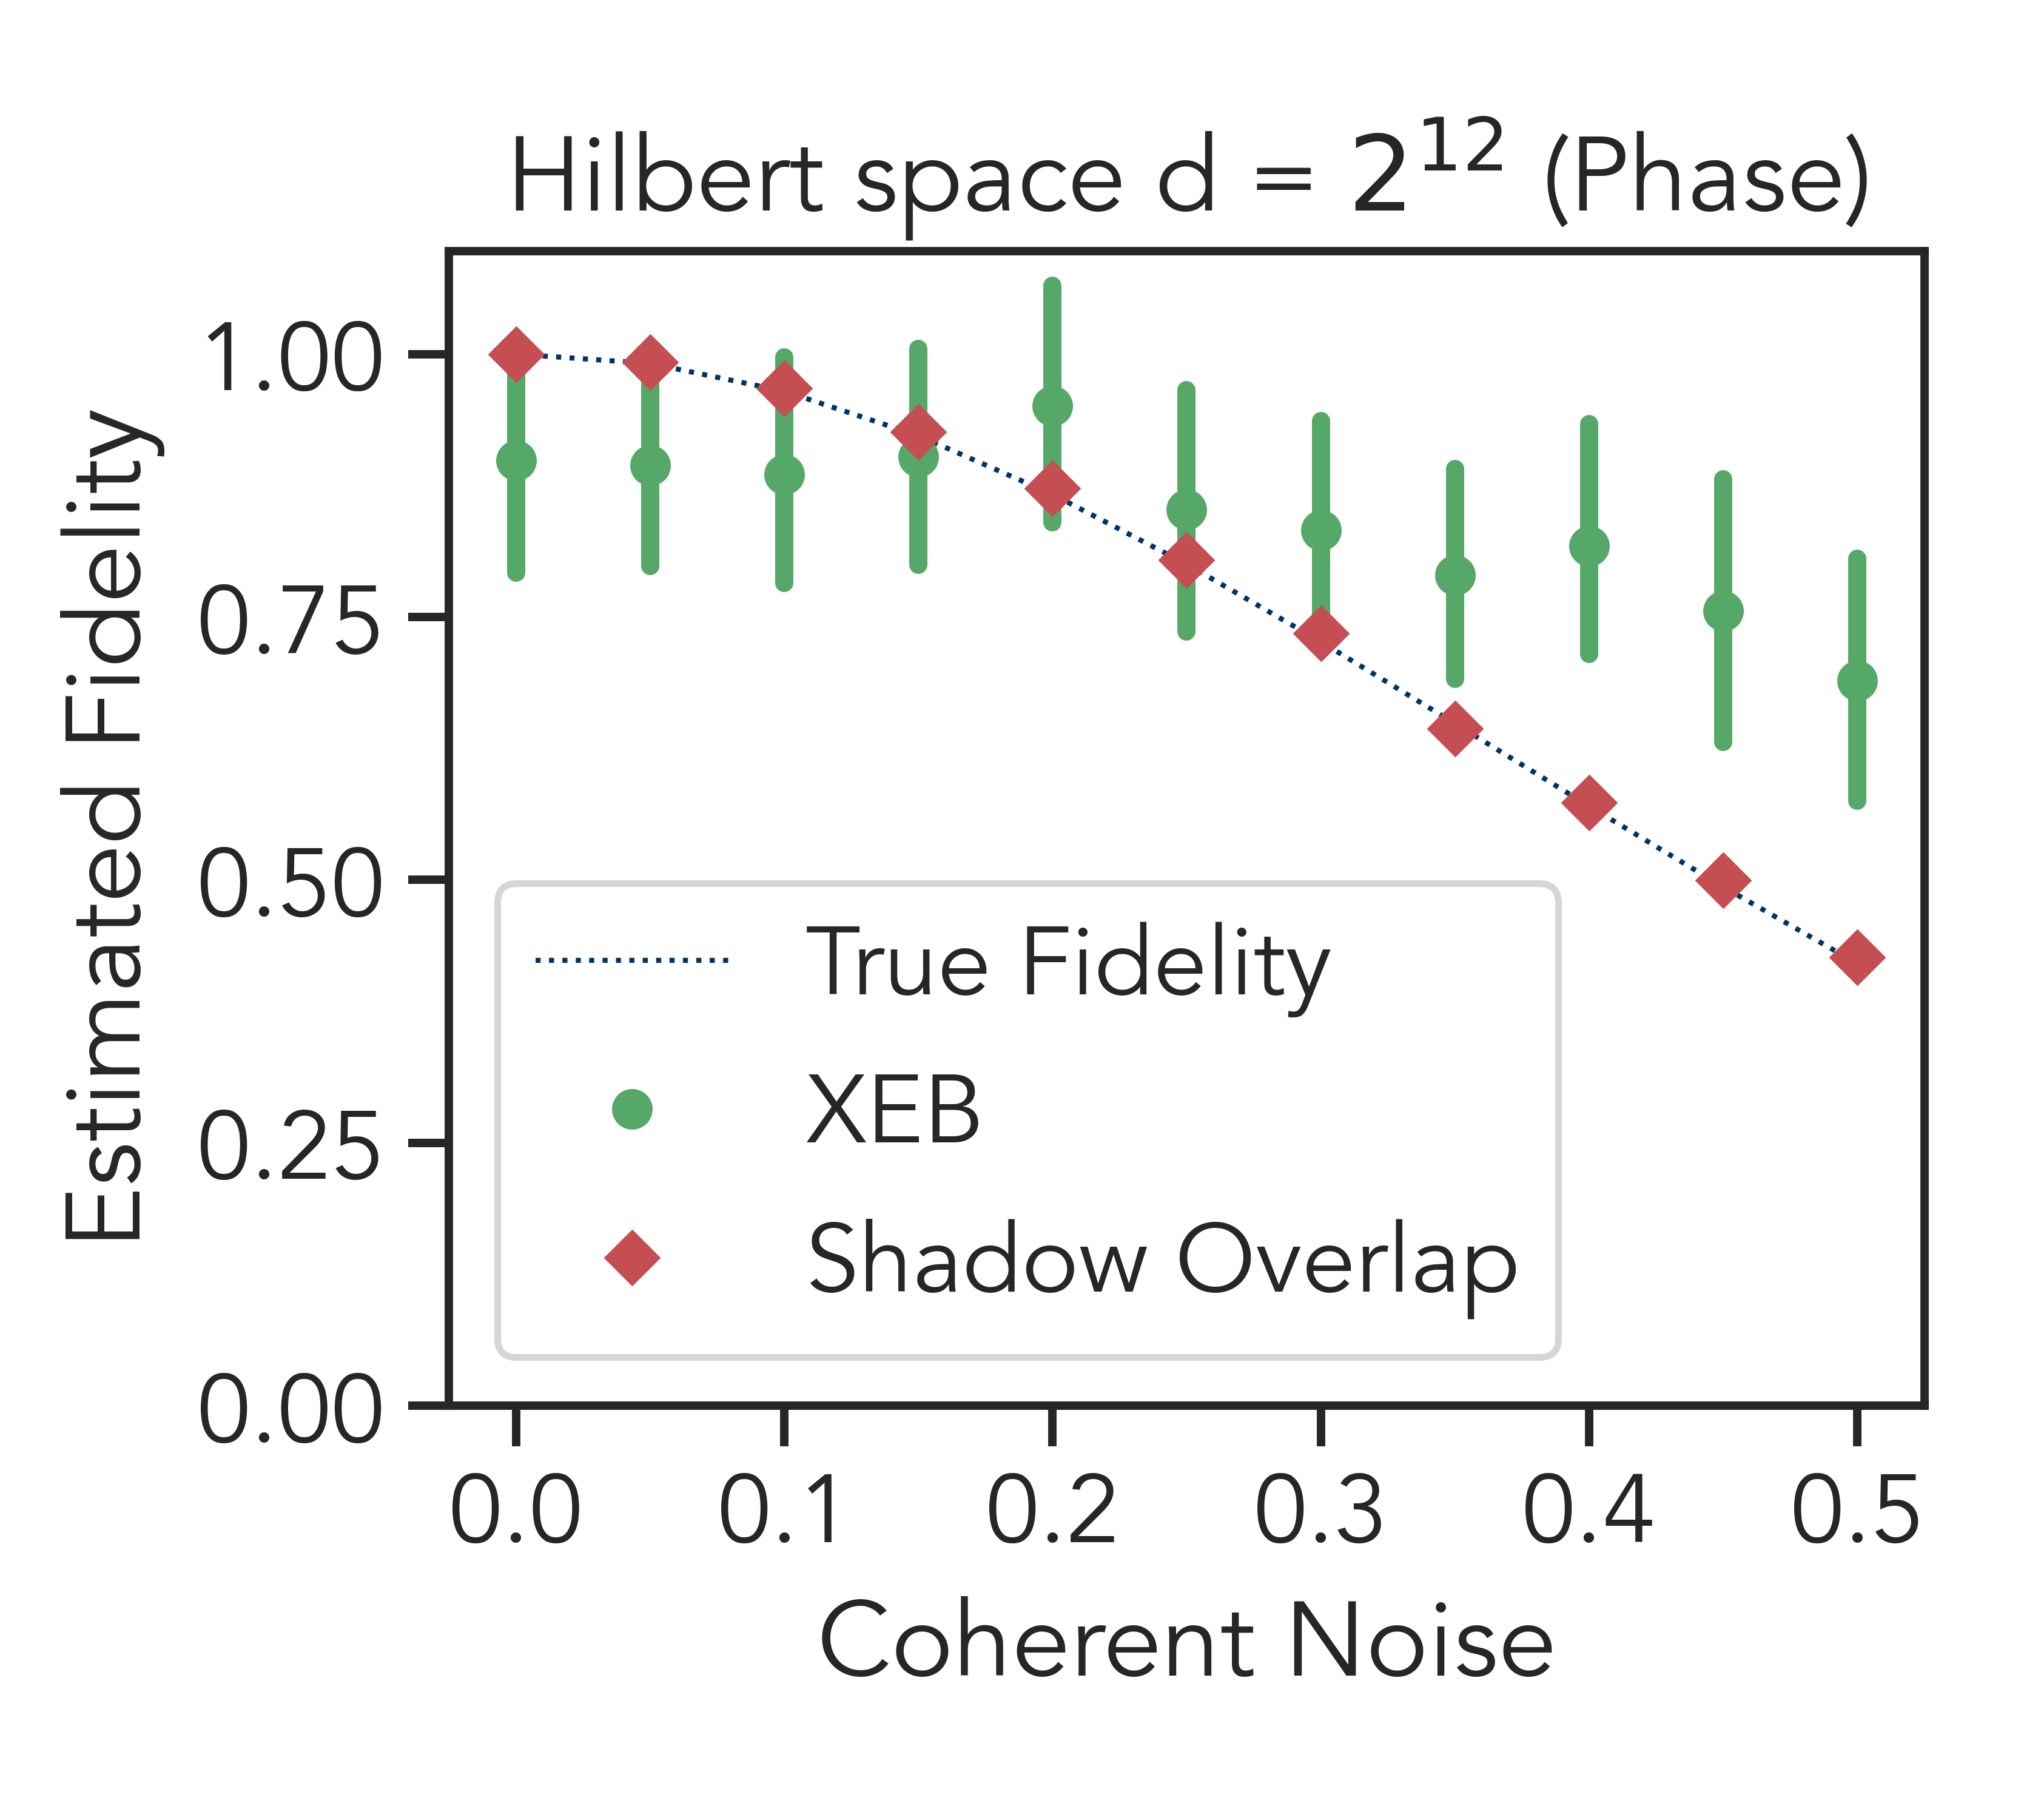 Hilbert space d = 2¹² (Phase)
Estimated Fidelity
1.00
0.75
0.50
0.25
0.00
True Fidelity
XEB
Shadow Overlap
0.0 0.1 0.2 0.3 0.4 0.5
Coherent Noise